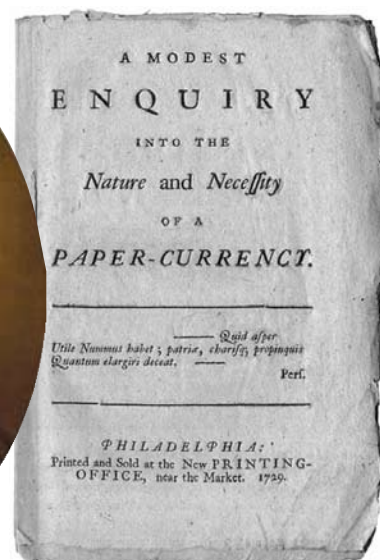 A MODEST
ENQUIRY
INTO THE
Nature and Neceſſity
OF A
PAPER-CURRENCY.
—— Quid aſper
Utile Nummus habet ; patriæ, chariſq; propinquis
Quantum elargiri deceat. ——
Perſ.
PHILADELPHIA:
Printed and Sold at the New PRINTING-
OFFICE, near the Market. 1729.